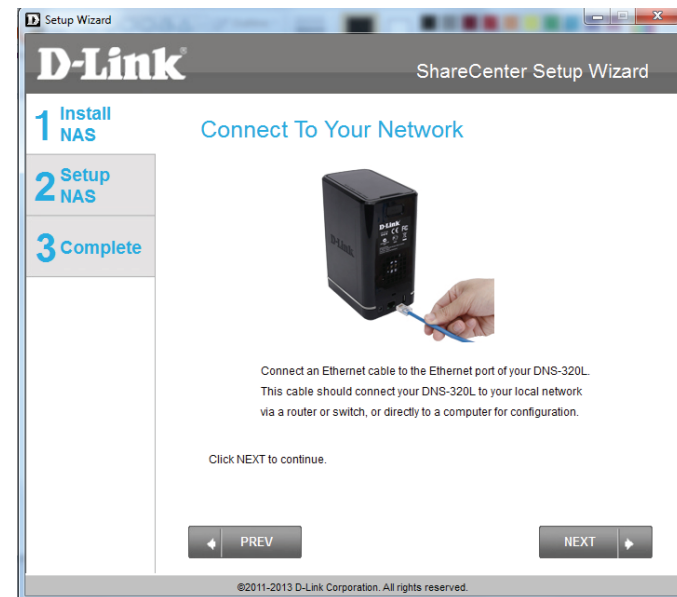 Setup Wizard
D-Link
ShareCenter Setup Wizard
1 Install
NAS
2 Setup
NAS
3 Complete
Connect To Your Network
D-Link
D-Link
Connect an Ethernet cable to the Ethernet port of your DNS-320L.
This cable should connect your DNS-320L to your local network
via a router or switch, or directly to a computer for configuration.
Click NEXT to continue.
PREV
NEXT
©2011-2013 D-Link Corporation. All rights reserved.